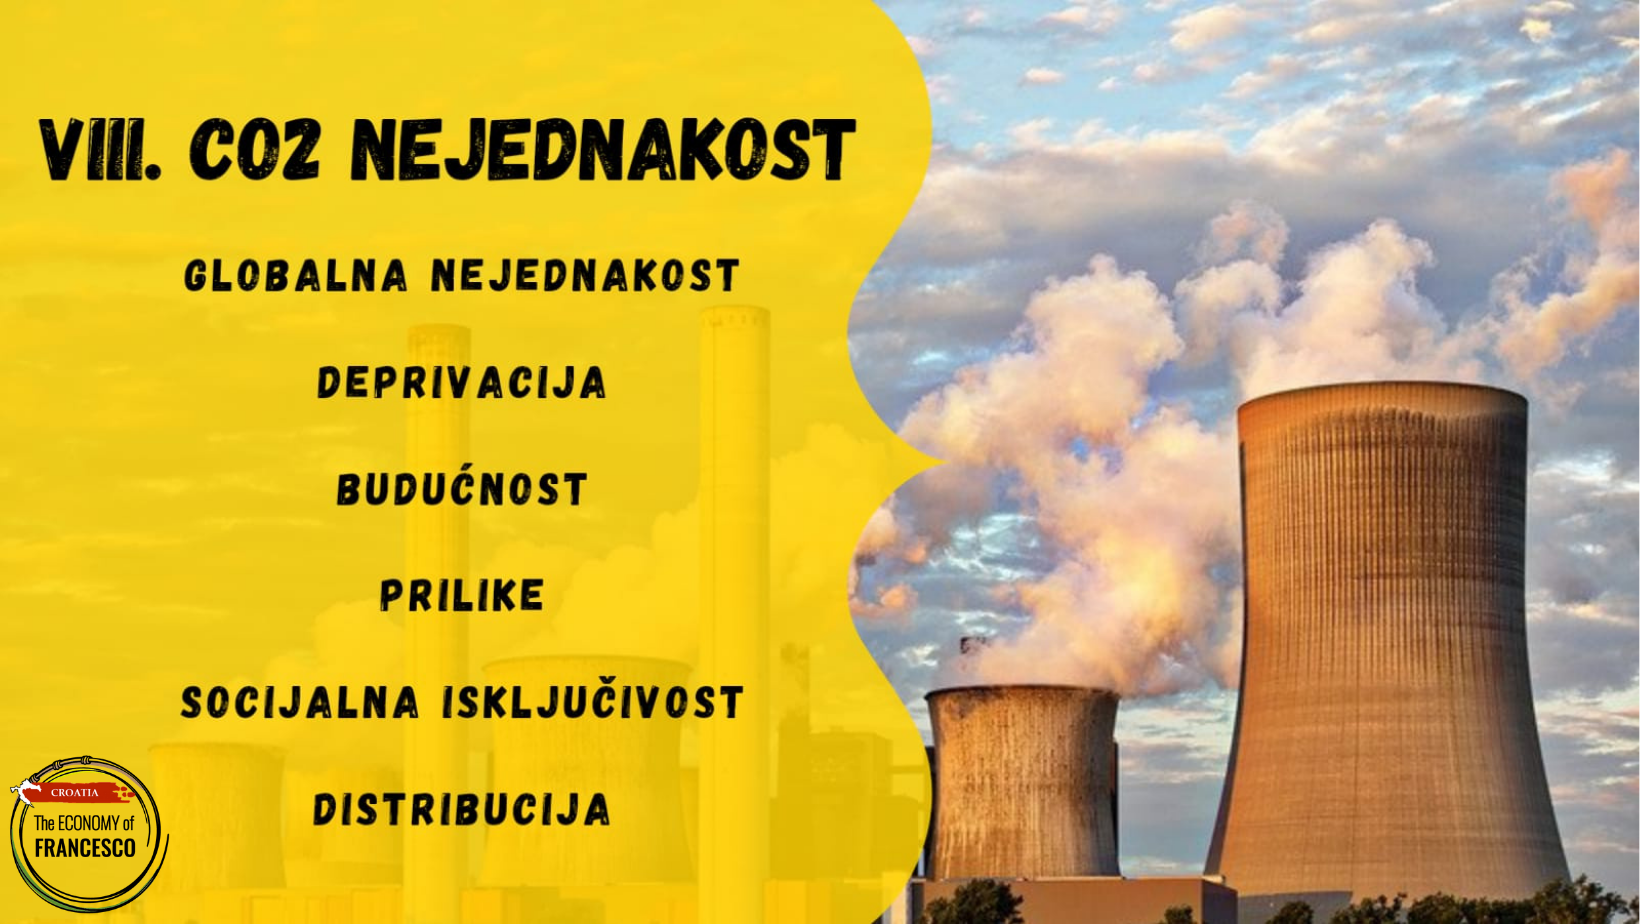 VIII. CO2 NEJEDNAKOST
GLOBALNA NEJEDNAKOST
DEPRIVACIJA
BUDUĆNOST
PRILIKE
SOCIJALNA ISKLJUČIVOST
DISTRIBUCIJA
CROATIA
The ECONOMY of
FRANCESCO